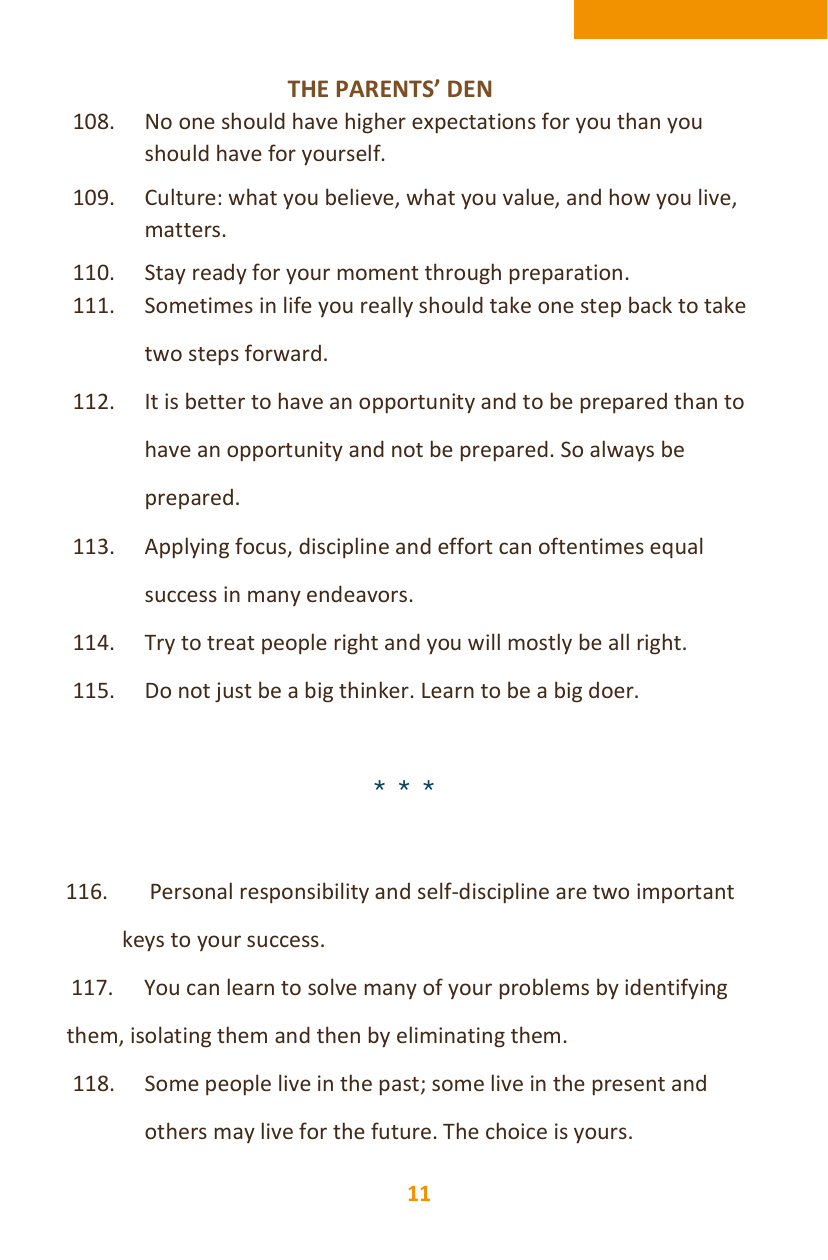 THE PARENTS’ DEN
108. No one should have higher expectations for you than you
should have for yourself.
109. Culture: what you believe, what you value, and how you live,
matters.
110. Stay ready for your moment through preparation.
111. Sometimes in life you really should take one step back to take
two steps forward.
112. It is better to have an opportunity and to be prepared than to
have an opportunity and not be prepared. So always be
prepared.
113. Applying focus, discipline and effort can oftentimes equal
success in many endeavors.
114. Try to treat people right and you will mostly be all right.
115. Do not just be a big thinker. Learn to be a big doer.
* * *
116. Personal responsibility and self-discipline are two important
keys to your success.
117. You can learn to solve many of your problems by identifying
them, isolating them and then by eliminating them.
118. Some people live in the past; some live in the present and
others may live for the future. The choice is yours.
11